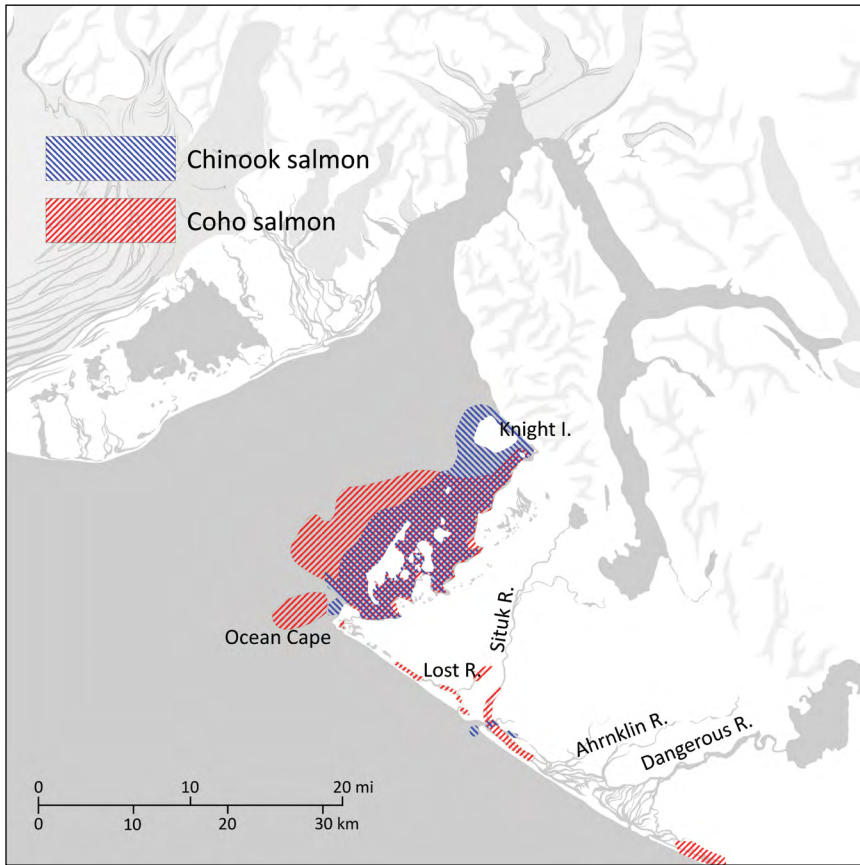 Chinook salmon
Coho salmon
Knight I.
Situk R.
Ocean Cape
Lost R.
Ahrnklin R.
Dangerous R.
0 10 20 mi
0 10 20 30 km